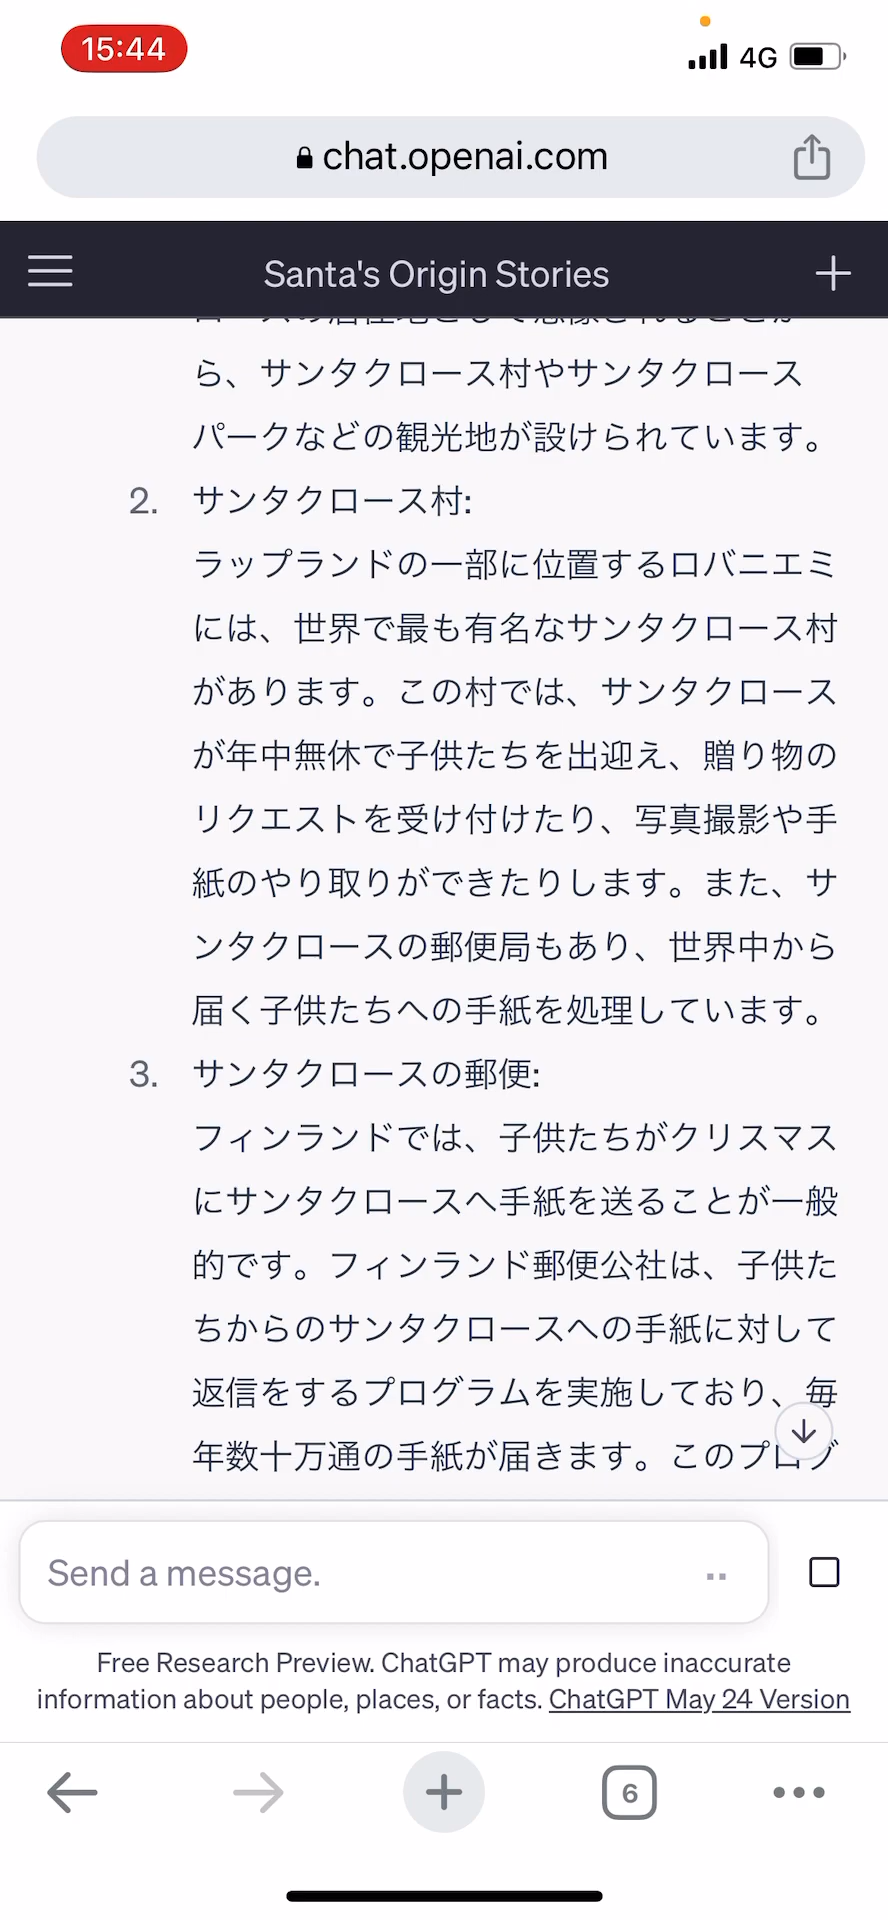 15:44
4G
chat.openai.com
Santa's Origin Stories
ら、サンタクロース村やサンタクロース
パークなどの観光地が設けられています。
2. サンタクロース村:
ラップランドの一部に位置するロバニエミ
には、世界で最も有名なサンタクロース村
があります。この村では、サンタクロース
が年中無休で子供たちを出迎え、贈り物の
リクエストを受け付けたり、写真撮影や手
紙のやり取りができたりします。また、サ
ンタクロースの郵便局もあり、世界中から
届く子供たちへの手紙を処理しています。
3. サンタクロースの郵便:
フィンランドでは、子供たちがクリスマス
にサンタクロースへ手紙を送ることが一般
的です。フィンランド郵便公社は、子供た
ちからのサンタクロースへの手紙に対して
返信をするプログラムを実施しており、毎
年数十万通の手紙が届きます。このプログ
Send a message.
Free Research Preview. ChatGPT may produce inaccurate
information about people, places, or facts. ChatGPT May 24 Version
6